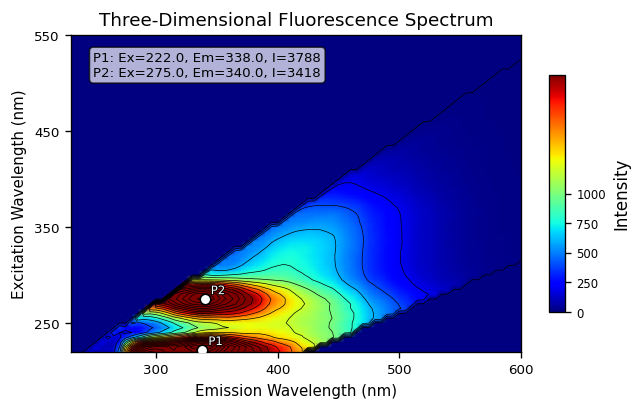 Three-Dimensional Fluorescence Spectrum
P1: Ex=222.0, Em=338.0, I=3788
P2: Ex=275.0, Em=340.0, I=3418
550
450
350
250
Excitation Wavelength (nm)
P2
P1
300
400
500
600
Emission Wavelength (nm)
1000
750
500
250
0
Intensity